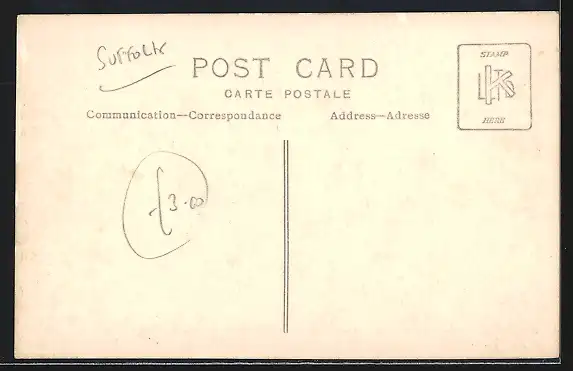 Suffolk
POST CARD
CARTE POSTALE
Communication—Correspondance
Address—Adresse
STAMP
HERE
£3.00